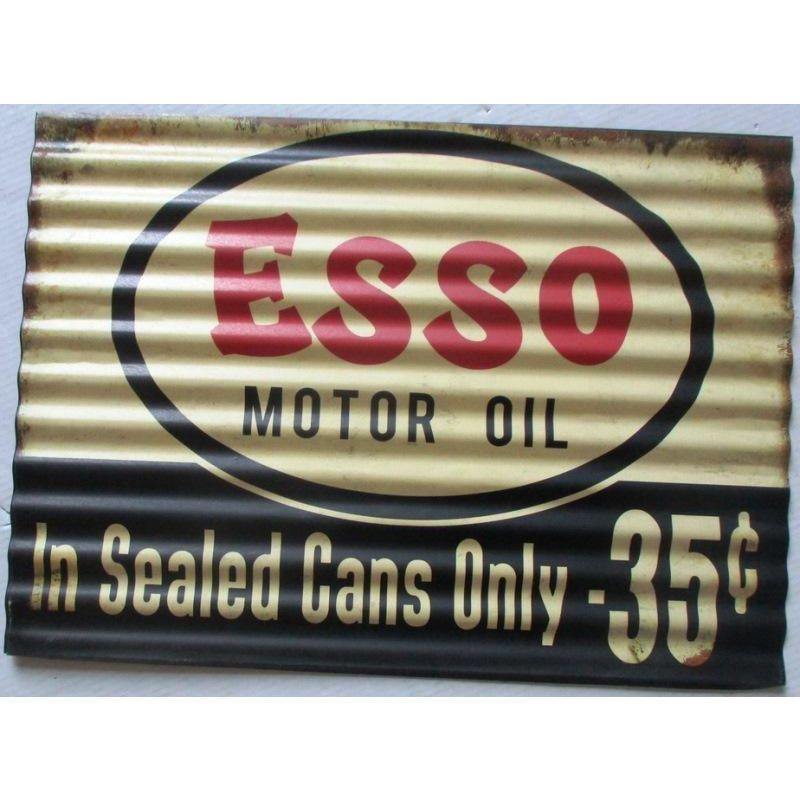 Esso
MOTOR OIL
In Sealed Cans Only - 35¢